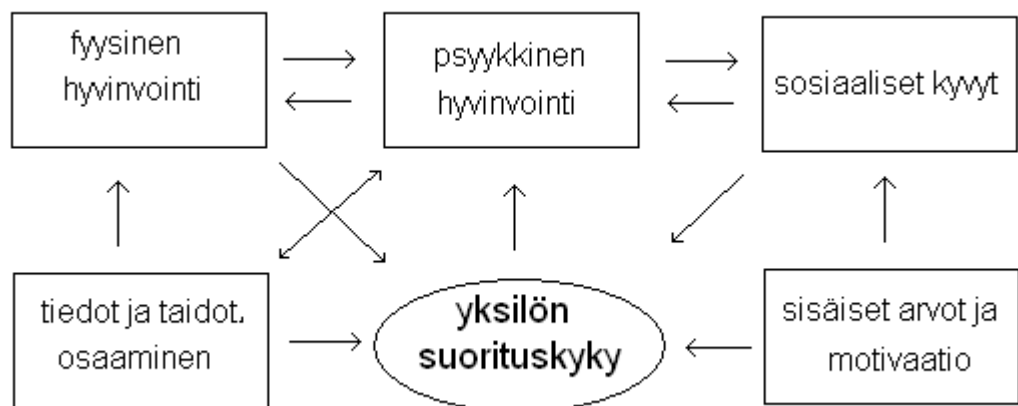 fyysinen
hyvinvointi
psyykkinen
hyvinvointi
sosiaaliset kyvyt
tiedot ja taidot.
osaaminen
yksilön
suorituskyky
sisäiset arvot ja
motivaatio